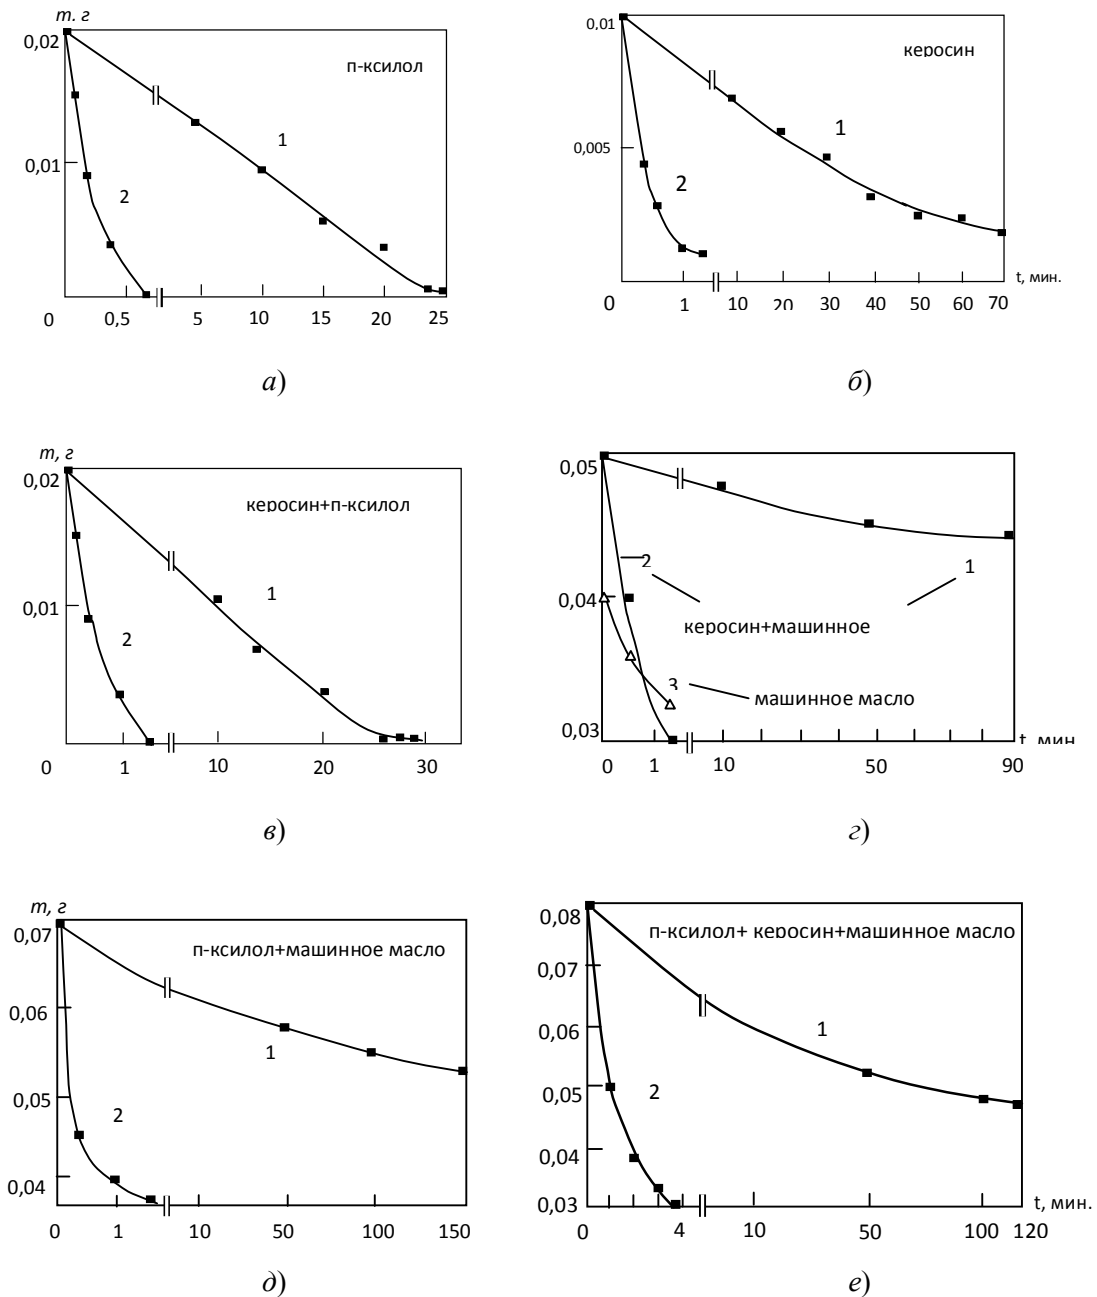 m. г
0,02
п-ксилол
1
0,01
2
0 0,5 5 10 15 20 25
а)
0,01
керосин
1
0,005
2
t, мин.
0 1 10 20 30 40 50 60 70
б)
m, г
0,02
керосин+п-ксилол
1
0,01
2
0 1 10 20 30
в)
0,05
2
1
0,04
керосин+машинное
3
машинное масло
0,03
t, мин
0 1 10 50 90
г)
m, г
0,07
п-ксилол+машинное масло
0,06
1
0,05
2
0,04
0 1 10 50 100 150
д)
0,08
п-ксилол+ керосин+машинное масло
0,07
0,06
1
0,05
2
0,04
0,03
t, мин.
0 4 10 50 100 120
е)